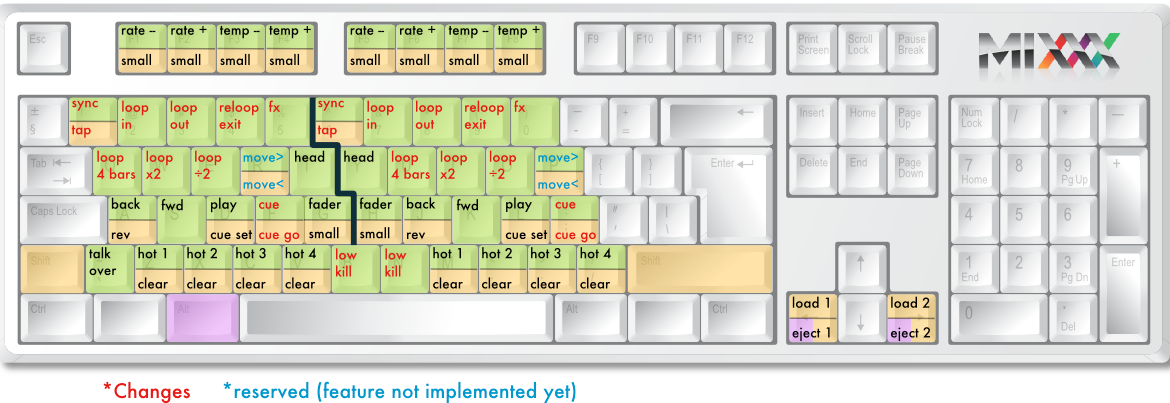 Esc
rate – rate + temp – temp +
small small small small
rate – rate + temp – temp +
small small small small
F9 F10 F11 F12
Print Screen
Scroll Lock
Pause Break
MIXXX
±
§
sync
tap
loop in
loop out
reloop exit
fx
sync
tap
loop in
loop out
reloop exit
fx
–
-
+
=
←
Insert Home Page Up
Num Lock / * –
Tab
loop 4 bars
loop x2
loop ÷2
move>
move<
head
head
loop 4 bars
loop x2
loop ÷2
move>
move<
{
[
}
]
Enter
Delete End Page Down
7 Home
8
9 Pg Up
+
Caps Lock
back
rev
fwd
play
cue set
cue
cue go
fader
small
fader
small
back
rev
fwd
play
cue set
cue
cue go
4 5 6
Shift
talk over
hot 1
clear
hot 2
clear
hot 3
clear
hot 4
clear
low kill
low kill
hot 1
clear
hot 2
clear
hot 3
clear
hot 4
clear
Shift
↑
1 End
2
3 Pg Dn
Enter
Ctrl
Alt
Alt
Ctrl
load 1
eject 1
↓
load 2
eject 2
0
Del
*Changes *reserved (feature not implemented yet)